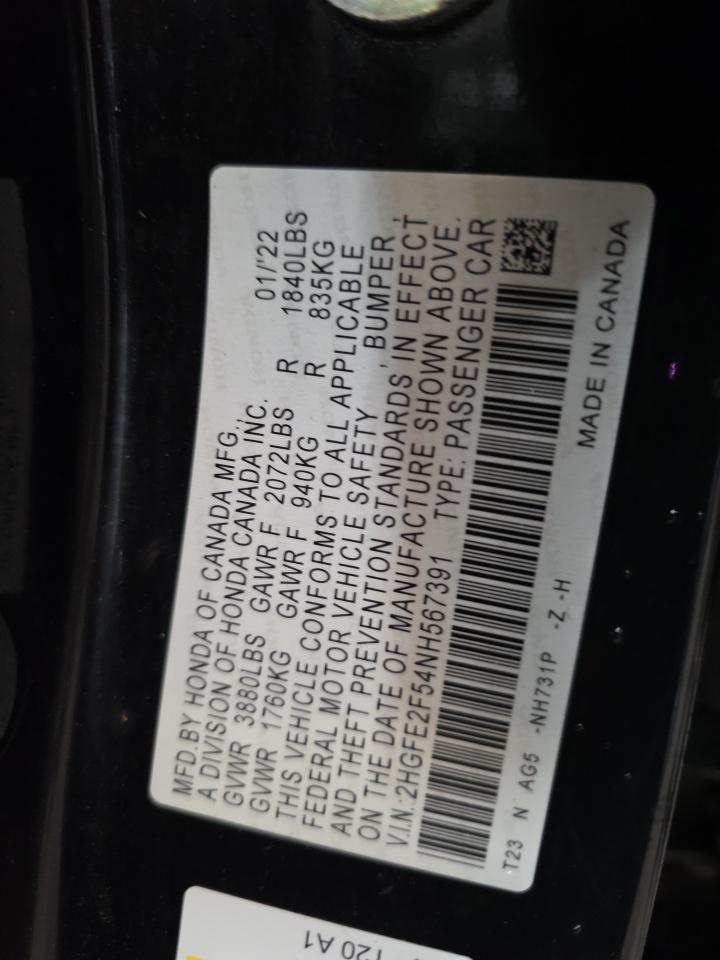 MFD.BY HONDA OF CANADA MFG.,
A DIVISION OF HONDA CANADA INC. 01/'22
GVWR 3880LBS GAWR F 2072LBS R 1840LBS
GVWR 1760KG GAWR F 940KG R 835KG
THIS VEHICLE CONFORMS TO ALL APPLICABLE
FEDERAL MOTOR VEHICLE SAFETY , BUMPER ,
AND THEFT PREVENTION STANDARDS IN EFFECT
ON THE DATE OF MANUFACTURE SHOWN ABOVE.
V.I.N.:2HGFE2F54NH567391 TYPE: PASSENGER CAR
T23 N AG5 -NH731P -Z -H
MADE IN CANADA
T20 A1